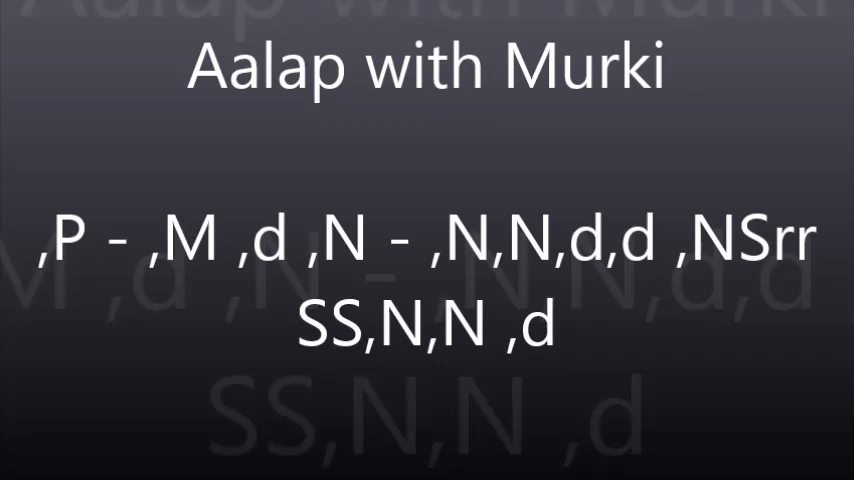 Aalap with Murki
,P - ,M ,d ,N - ,N,N,d,d ,NSrr
SS,N,N ,d